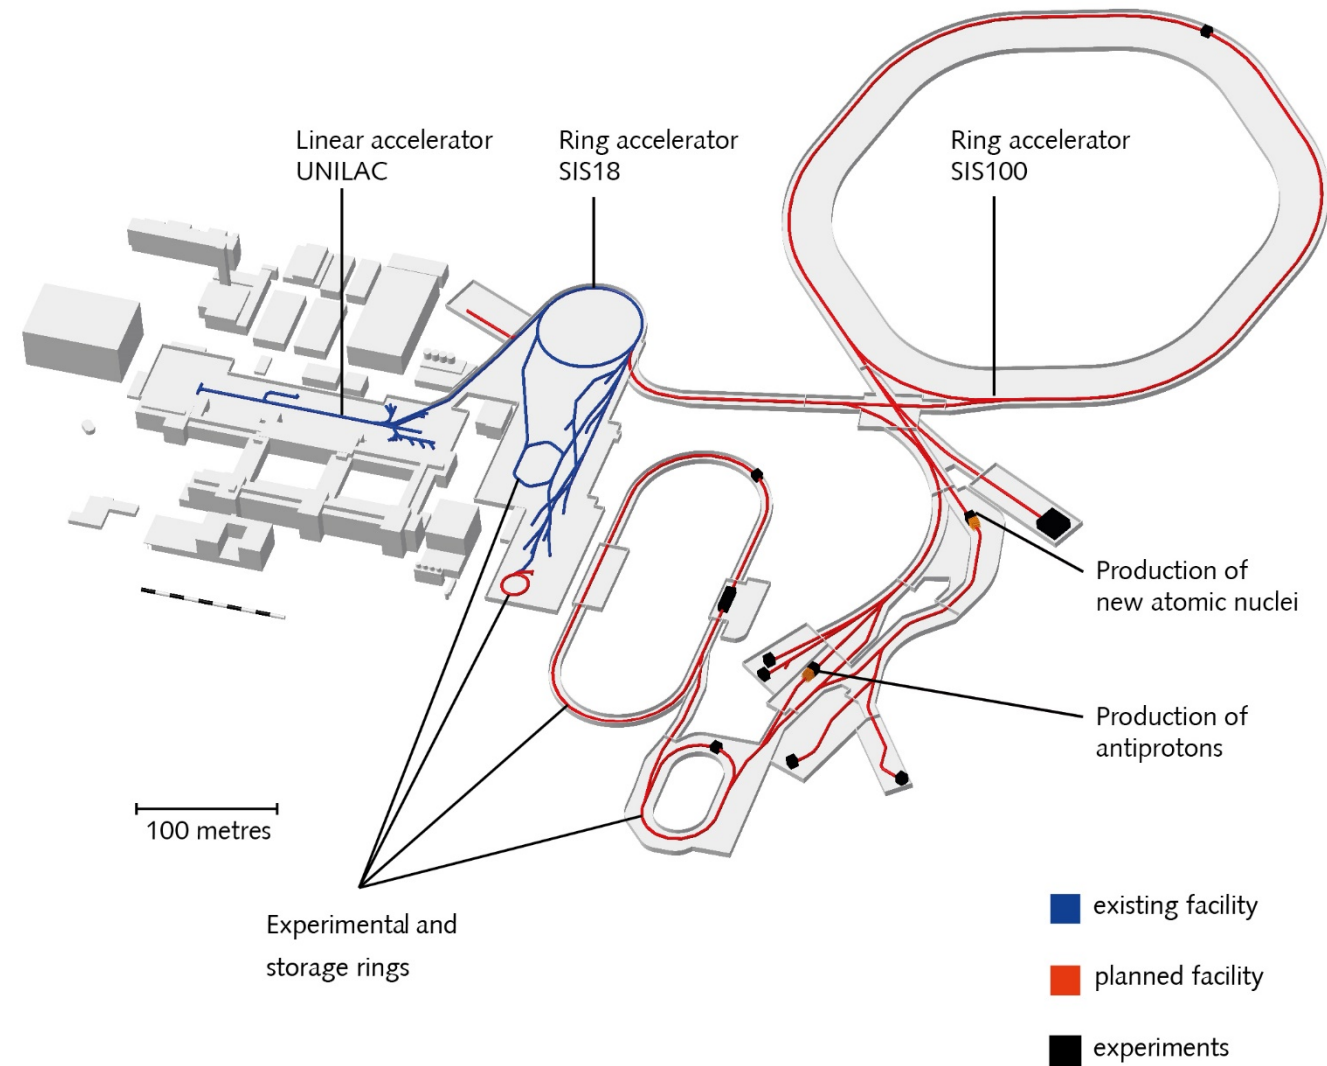 Linear accelerator
UNILAC
Ring accelerator
SIS18
Ring accelerator
SIS100
Production of
new atomic nuclei
Production of
antiprotons
100 metres
Experimental and
storage rings
existing facility
planned facility
experiments